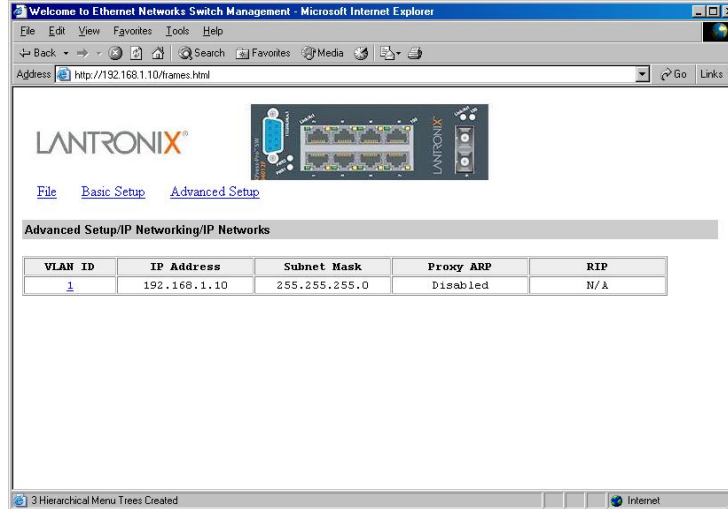 Welcome to Ethernet Networks Switch Management - Microsoft Internet Explorer
File Edit View Favorites Tools Help
Back Search Favorites Media
Address http://192.168.1.10/frames.html Go Links
LANTRONIX®
LANTRONIX
File Basic Setup Advanced Setup
Advanced Setup/IP Networking/IP Networks
VLAN ID IP Address Subnet Mask Proxy ARP RIP
1 192.168.1.10 255.255.255.0 Disabled N/A
3 Hierarchical Menu Trees Created Internet